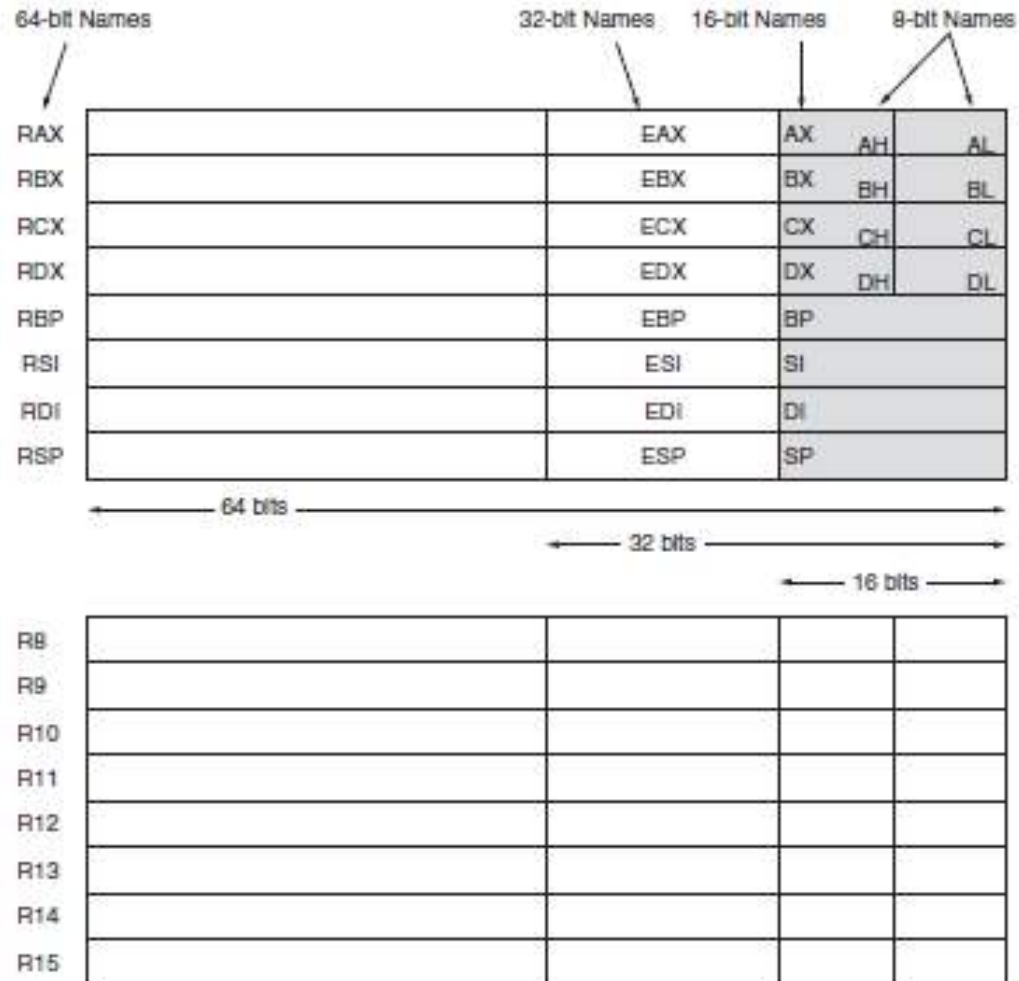 64-bit Names 32-bit Names 16-bit Names 8-bit Names
RAX EAX AX AH AL
RBX EBX BX BH BL
RCX ECX CX CH CL
RDX EDX DX DH DL
RBP EBP BP
RSI ESI SI
RDI EDI DI
RSP ESP SP
64 bits
32 bits
16 bits
R8
R9
R10
R11
R12
R13
R14
R15